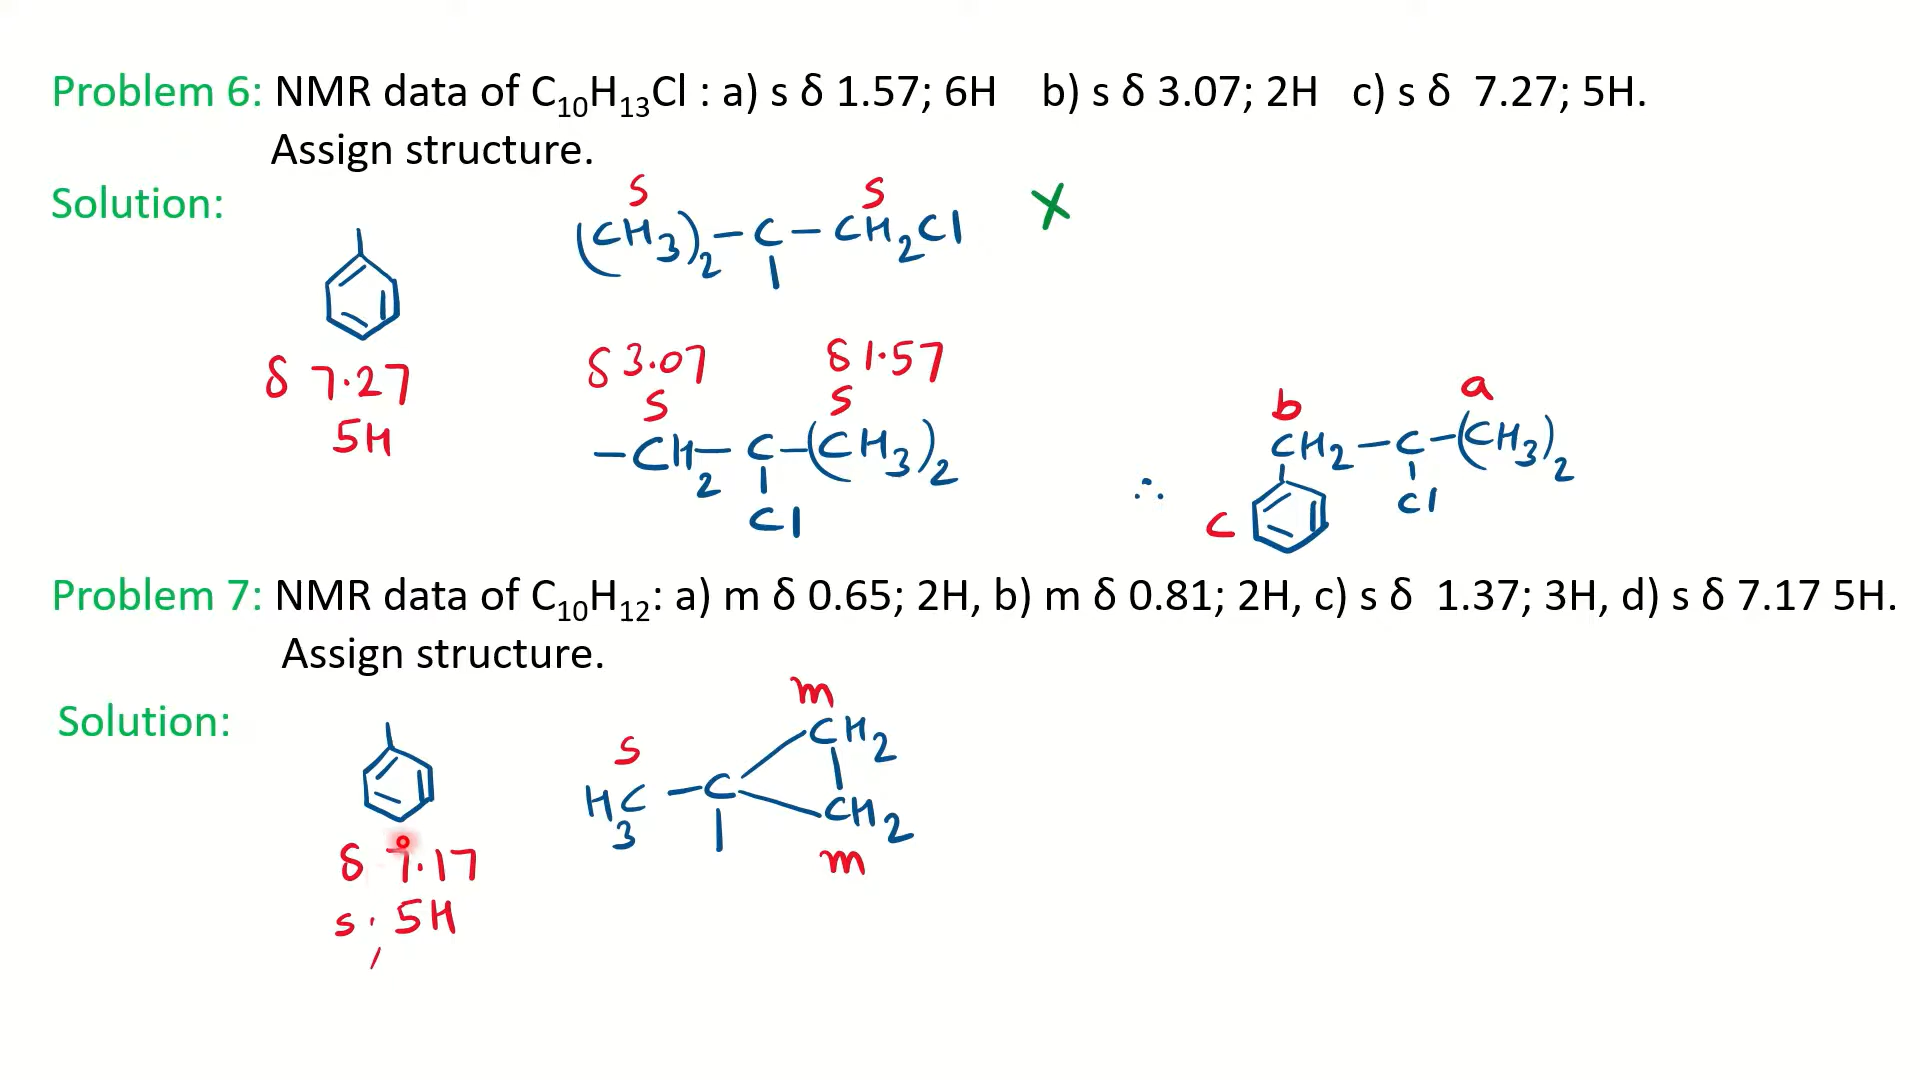 Problem 6: NMR data of C₁₀H₁₃Cl : a) s δ 1.57; 6H b) s δ 3.07; 2H c) s δ 7.27; 5H.
Assign structure.
Solution:
s s
(CH₃)₂ – C – CH₂Cl X
δ 7.27
5H
δ 3.07 δ 1.57
s s
– CH₂ – C – (CH₃)₂
Cl
b a
∴ CH₂ – C – (CH₃)₂
Cl
c
Problem 7: NMR data of C₁₀H₁₂: a) m δ 0.65; 2H, b) m δ 0.81; 2H, c) s δ 1.37; 3H, d) s δ 7.17 5H.
Assign structure.
Solution:
m
CH₂
s
H₃C – C
CH₂
m
δ 7.17
s; 5H